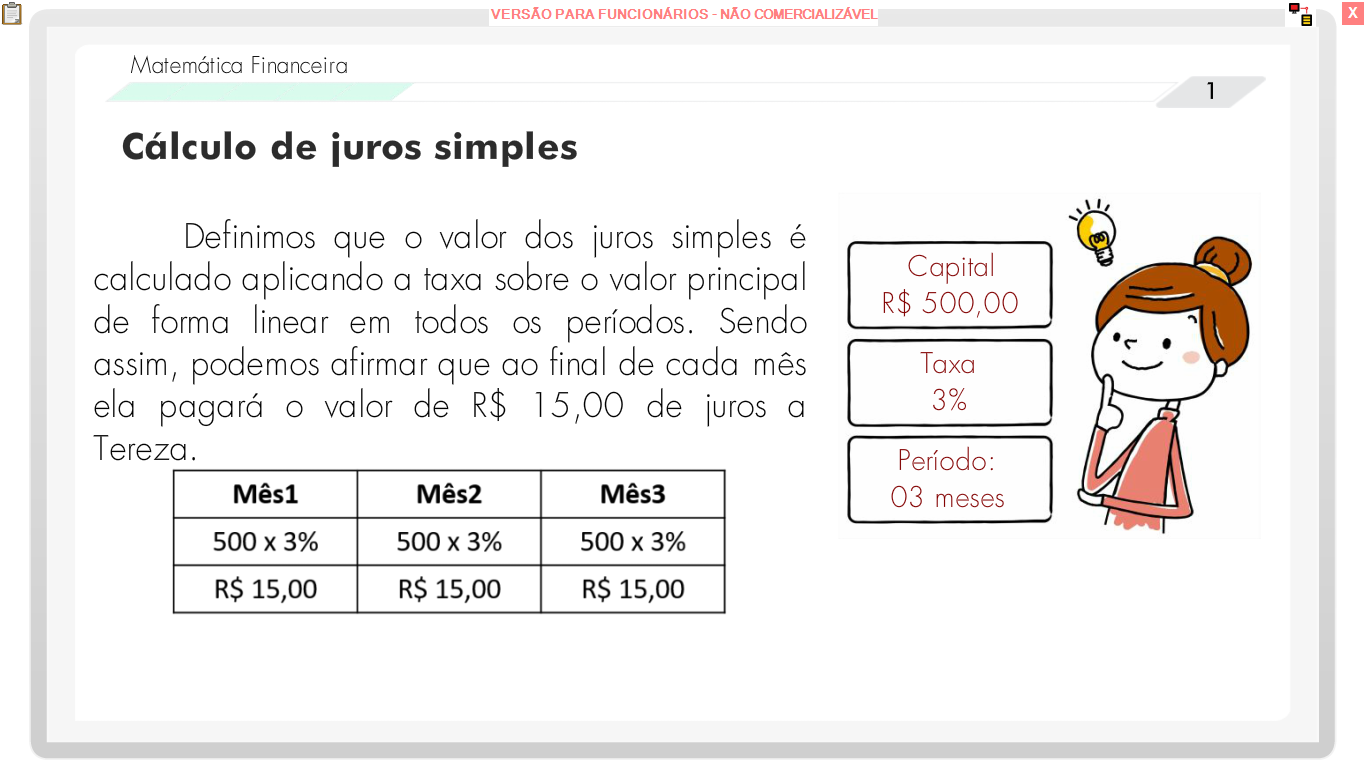 VERSÃO PARA FUNCIONÁRIOS - NÃO COMERCIALIZÁVEL
X
Matemática Financeira
1
Cálculo de juros simples
Definimos que o valor dos juros simples é
calculado aplicando a taxa sobre o valor principal
de forma linear em todos os períodos. Sendo
assim, podemos afirmar que ao final de cada mês
ela pagará o valor de R$ 15,00 de juros a
Tereza.
Mês1 Mês2 Mês3
500 x 3% 500 x 3% 500 x 3%
R$ 15,00 R$ 15,00 R$ 15,00
Capital
R$ 500,00
Taxa
3%
Período:
03 meses